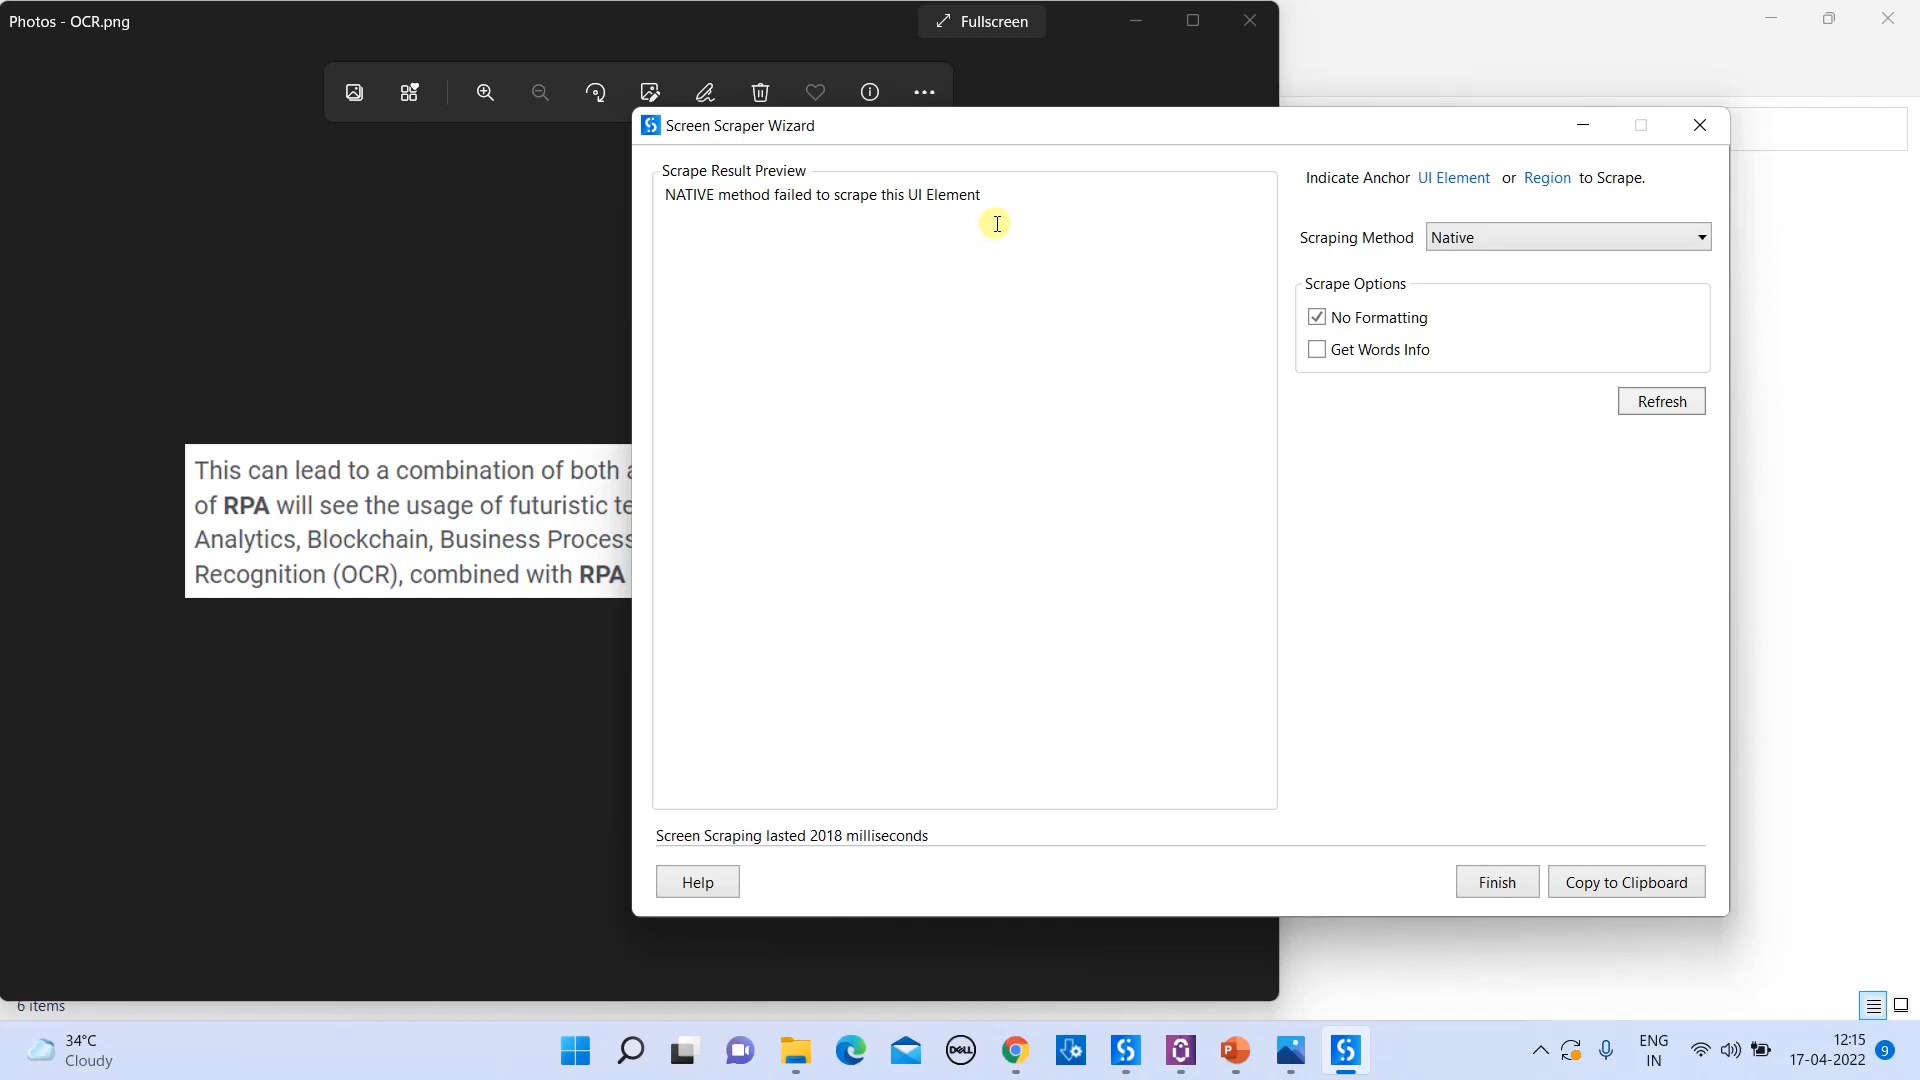 Photos - OCR.png
Fullscreen
Screen Scraper Wizard
Scrape Result Preview
NATIVE method failed to scrape this UI Element
Indicate Anchor UI Element or Region to Scrape.
Scraping Method Native
Scrape Options
No Formatting
Get Words Info
Refresh
This can lead to a combination of both
of RPA will see the usage of futuristic
Analytics, Blockchain, Business Process
Recognition (OCR), combined with RPA
Screen Scraping lasted 2018 milliseconds
Help
Finish
Copy to Clipboard
6 items
34°C
Cloudy
DELL
P
ENG
IN
12:15
17-04-2022
9